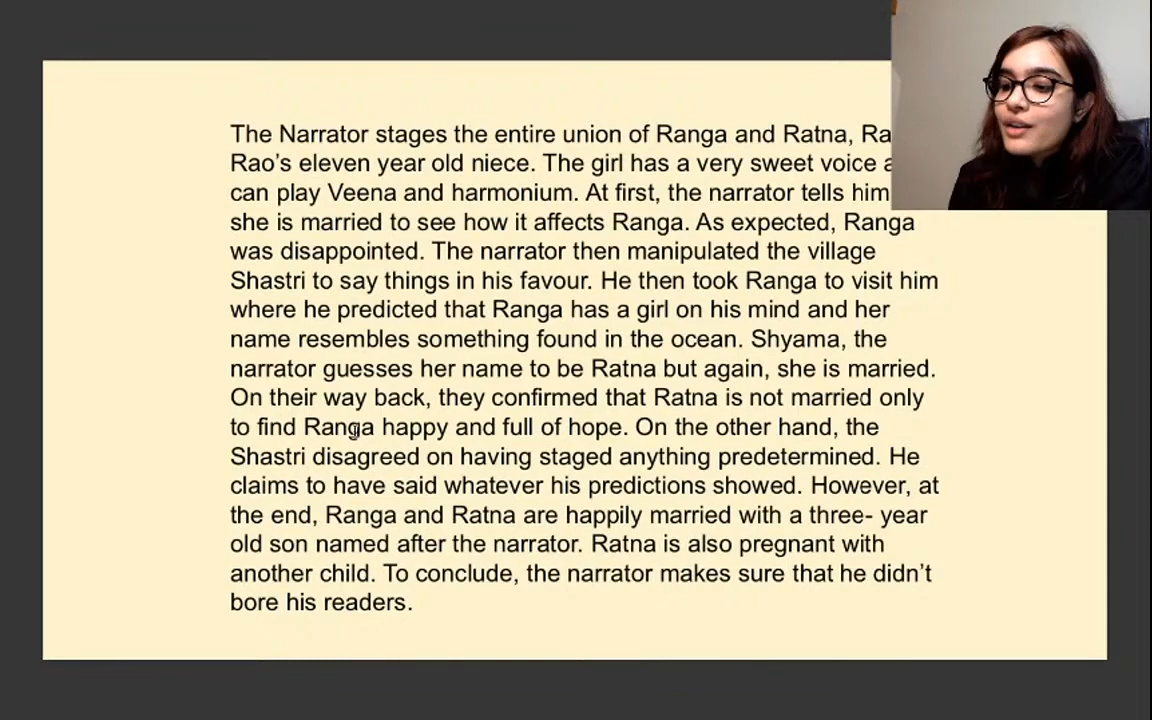 The Narrator stages the entire union of Ranga and Ratna,
Rao's eleven year old niece. The girl has a very sweet voice
can play Veena and harmonium. At first, the narrator tells him
she is married to see how it affects Ranga. As expected, Ranga
was disappointed. The narrator then manipulated the village
Shastri to say things in his favour. He then took Ranga to visit him
where he predicted that Ranga has a girl on his mind and her
name resembles something found in the ocean. Shyama, the
narrator guesses her name to be Ratna but again, she is married.
On their way back, they confirmed that Ratna is not married only
to find Ranga happy and full of hope. On the other hand, the
Shastri disagreed on having staged anything predetermined. He
claims to have said whatever his predictions showed. However, at
the end, Ranga and Ratna are happily married with a three- year
old son named after the narrator. Ratna is also pregnant with
another child. To conclude, the narrator makes sure that he didn't
bore his readers.